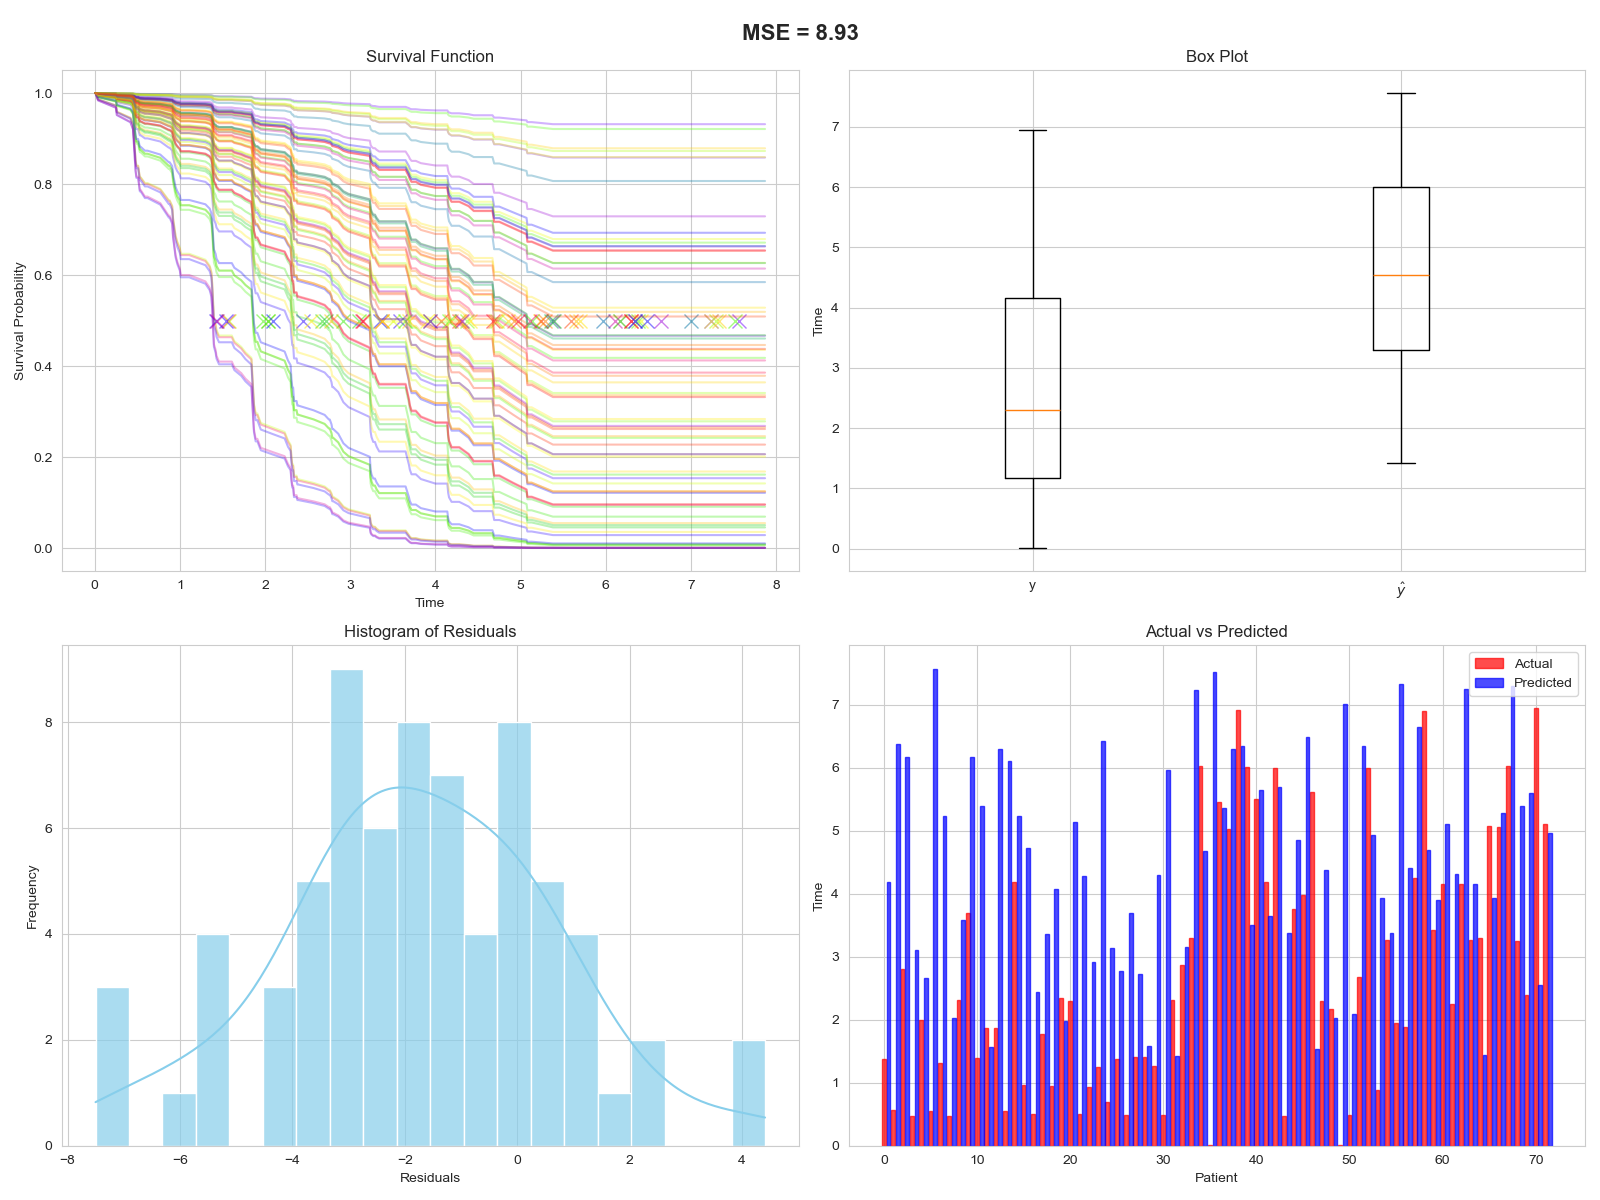 MSE = 8.93
Survival Function
Survival Probability
1.0
0.8
0.6
0.4
0.2
0.0
0 1 2 3 4 5 6 7 8
Time
Box Plot
Time
7
6
5
4
3
2
1
0
y ŷ
Histogram of Residuals
Frequency
8
6
4
2
0
−8 −6 −4 −2 0 2 4
Residuals
Actual vs Predicted
Actual
Predicted
Time
7
6
5
4
3
2
1
0
0 10 20 30 40 50 60 70
Patient